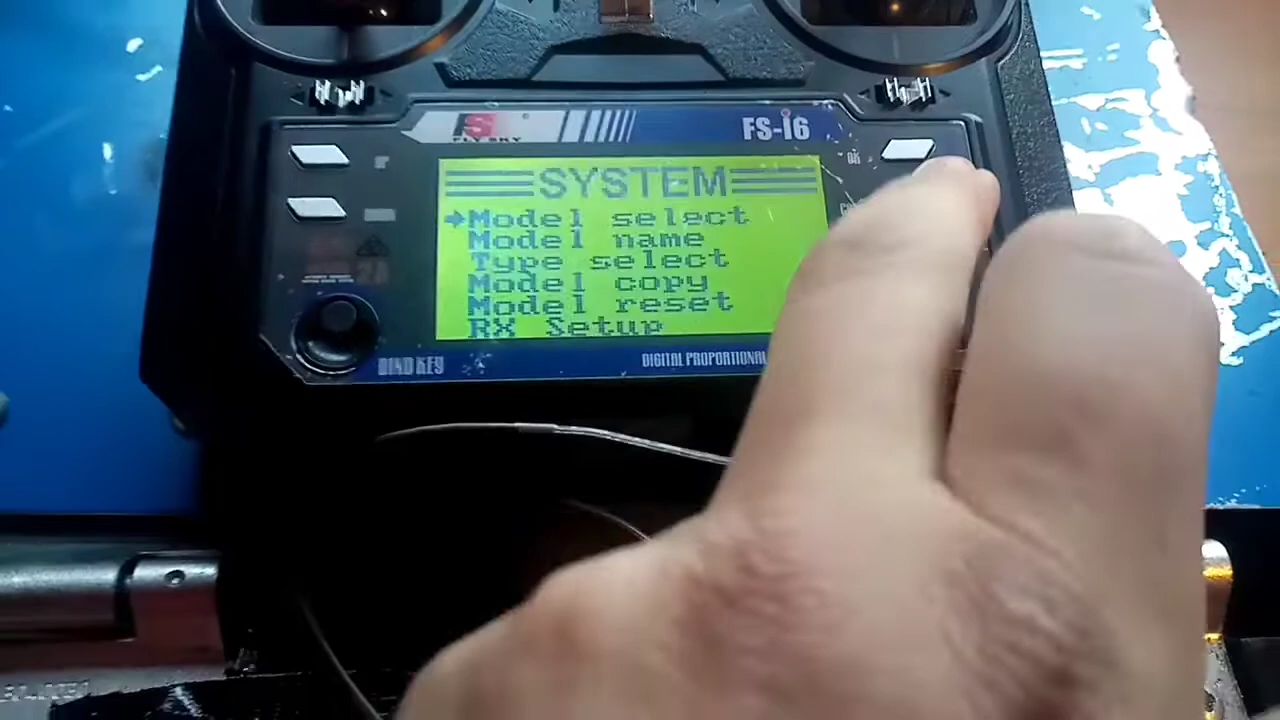 FS-i6
OK
SYSTEM
Model select
Model name
Type select
Model copy
Model reset
RX Setup
BIND KEY
DIGITAL PROPORTIONAL